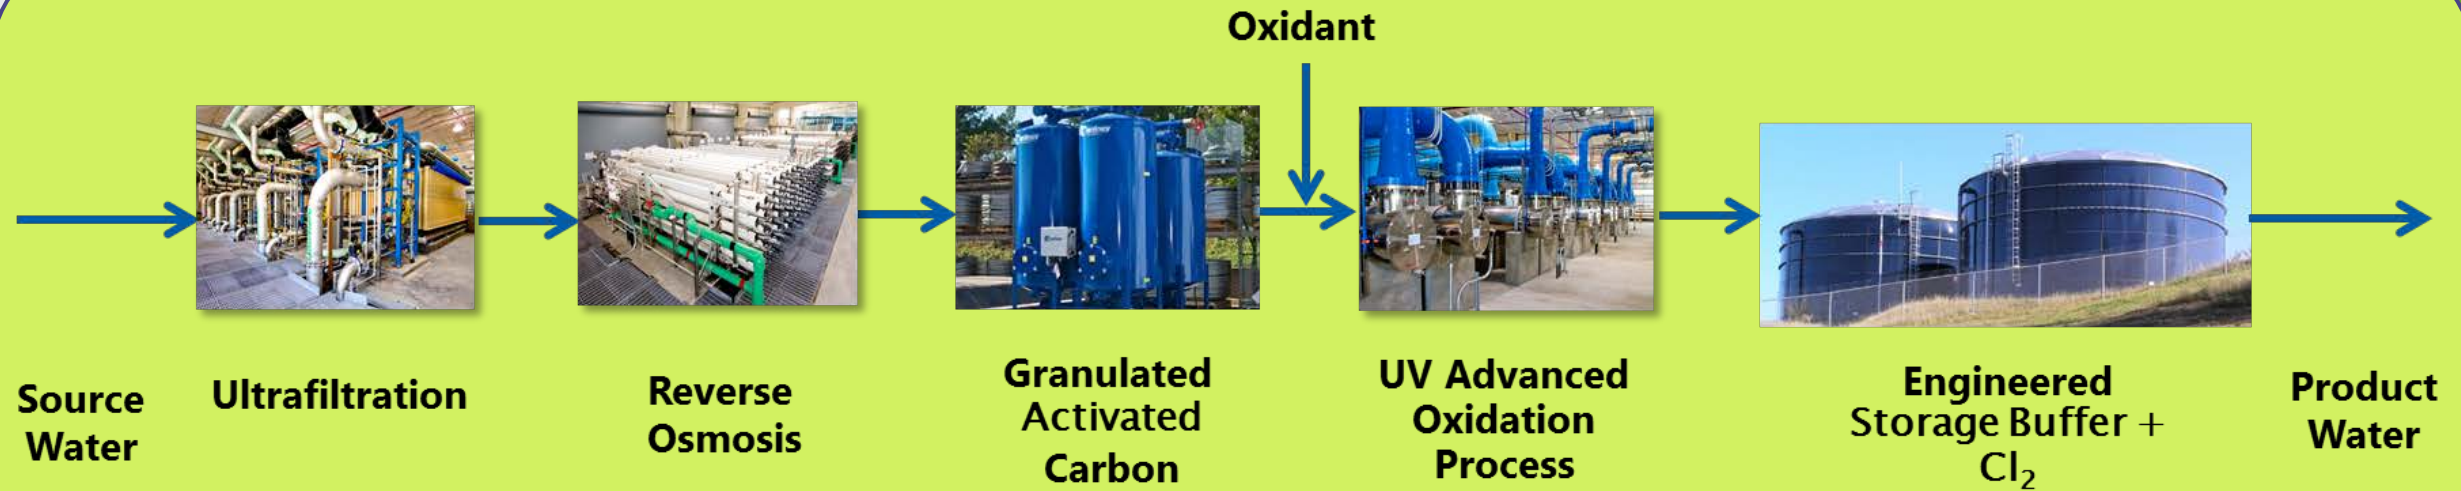 Oxidant
Source
Water
Ultrafiltration
Reverse
Osmosis
Granulated
Activated
Carbon
UV Advanced
Oxidation
Process
Engineered
Storage Buffer +
Cl₂
Product
Water